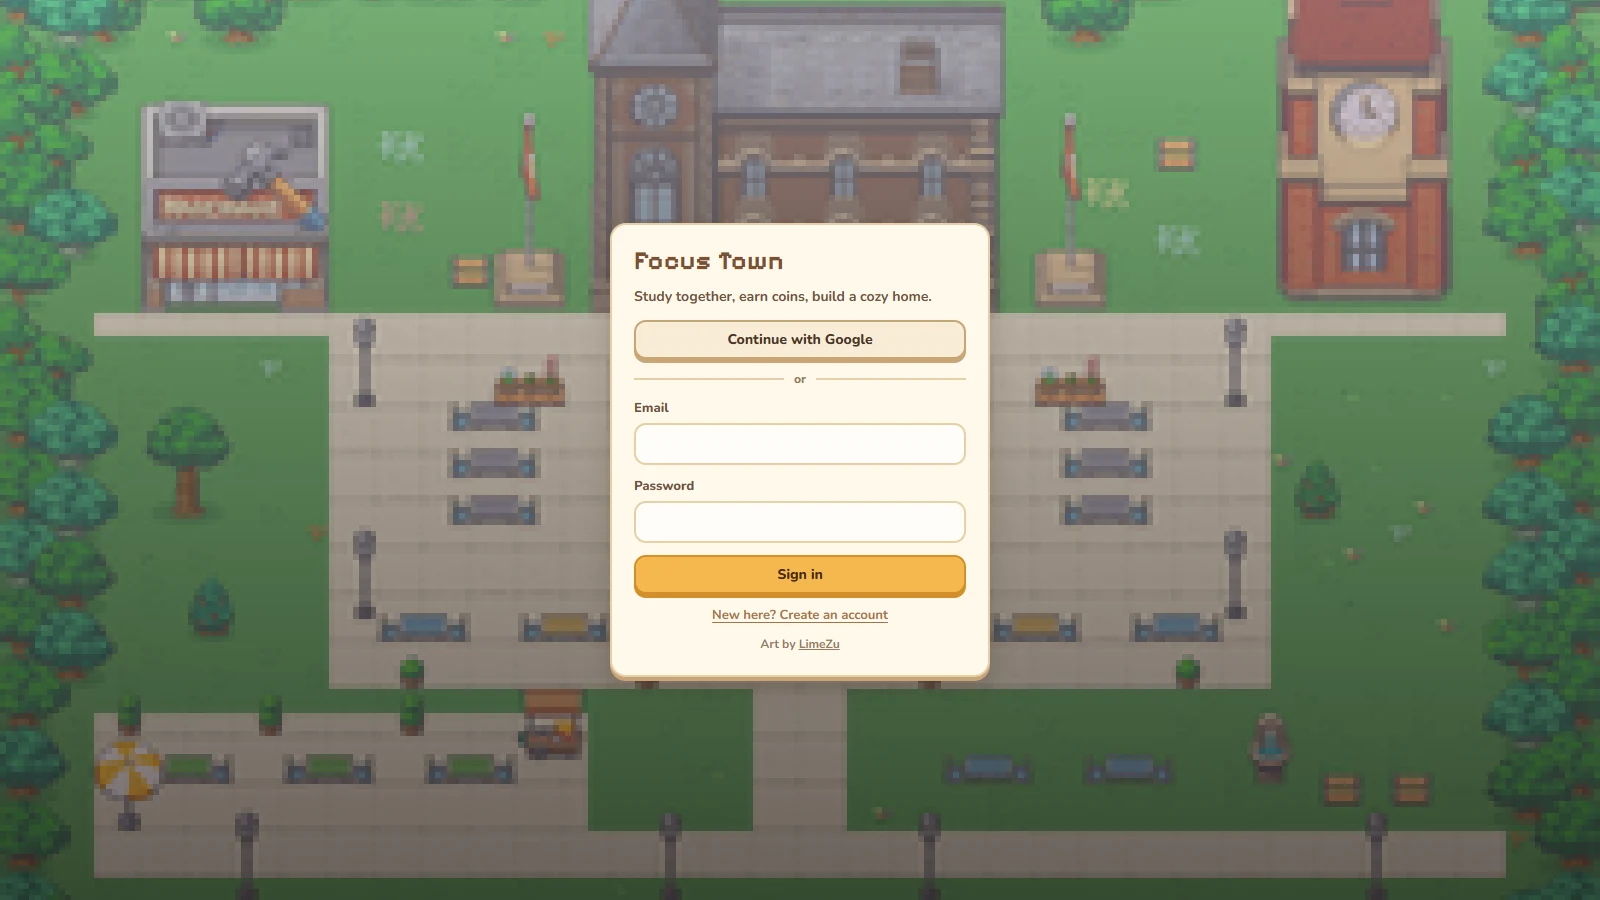 Focus Town
Study together, earn coins, build a cozy home.
Continue with Google
or
Email
Password
Sign in
New here? Create an account
Art by LimeZu